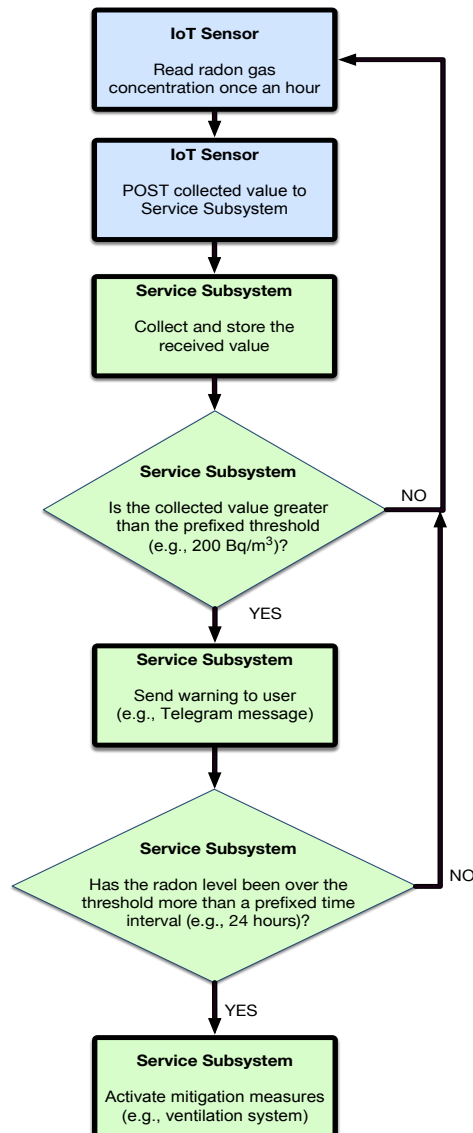 IoT Sensor
Read radon gas
concentration once an hour
IoT Sensor
POST collected value to
Service Subsystem
Service Subsystem
Collect and store the
received value
Service Subsystem
Is the collected value greater
than the prefixed threshold
(e.g., 200 Bq/m³)?
NO
YES
Service Subsystem
Send warning to user
(e.g., Telegram message)
Service Subsystem
Has the radon level been over the
threshold more than a prefixed time
interval (e.g., 24 hours)?
NO
YES
Service Subsystem
Activate mitigation measures
(e.g., ventilation system)